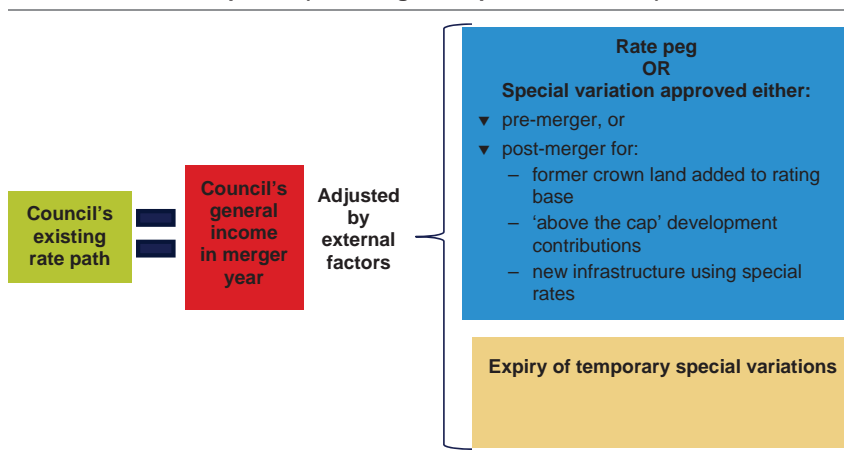 Council's
existing
rate path
Council's
general
income
in merger
year
Adjusted
by
external
factors
Rate peg
OR
Special variation approved either:
▼ pre-merger, or
▼ post-merger for:
– former crown land added to rating
base
– 'above the cap' development
contributions
– new infrastructure using special
rates
Expiry of temporary special variations